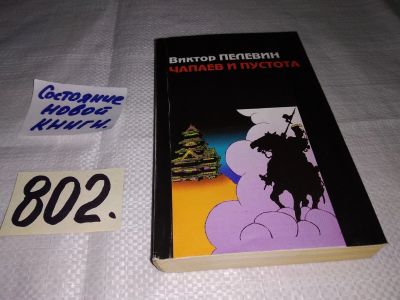 Состояние
новой
книги.
802.
Виктор ПЕЛЕВИН
ЧАПАЕВ И ПУСТОТА